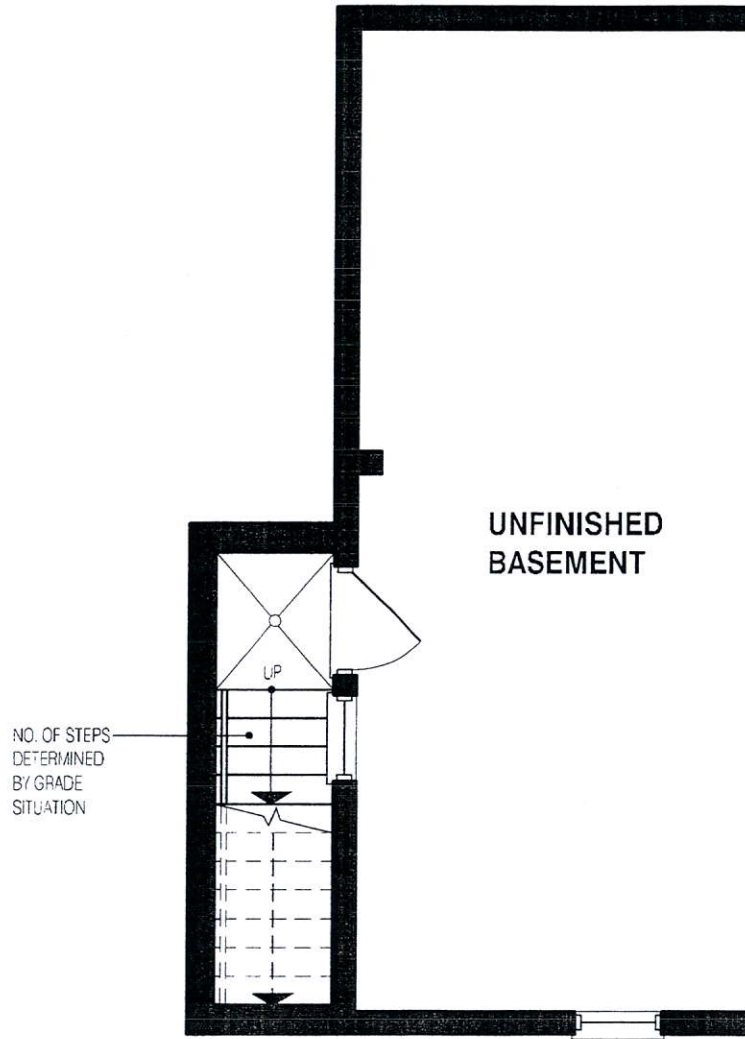 UNFINISHED
BASEMENT
UP
NO. OF STEPS
DETERMINED
BY GRADE
SITUATION